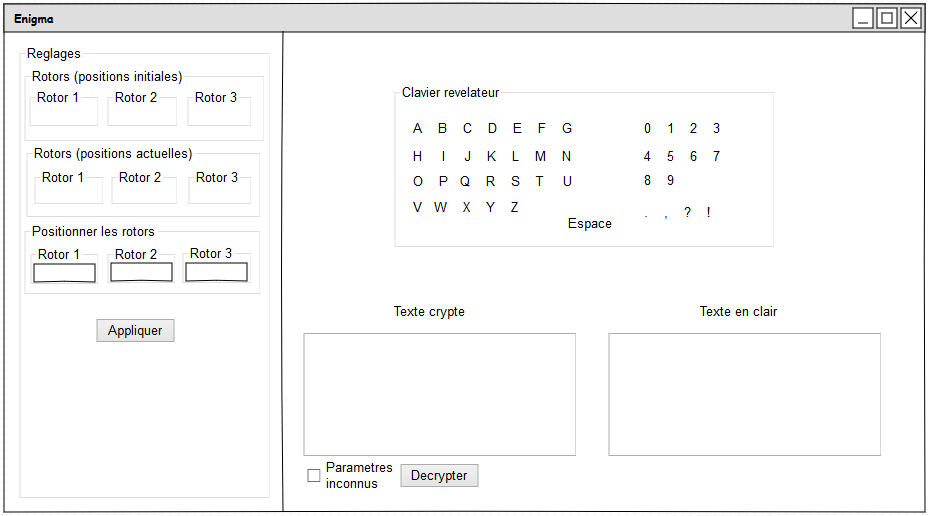 Enigma
Reglages
Rotors (positions initiales)
Rotor 1 Rotor 2 Rotor 3
Rotors (positions actuelles)
Rotor 1 Rotor 2 Rotor 3
Positionner les rotors
Rotor 1 Rotor 2 Rotor 3
Appliquer
Clavier revelateur
A B C D E F G 0 1 2 3
H I J K L M N 4 5 6 7
O P Q R S T U 8 9
V W X Y Z . , ? !
Espace
Texte crypte Texte en clair
Parametres
inconnus
Decrypter